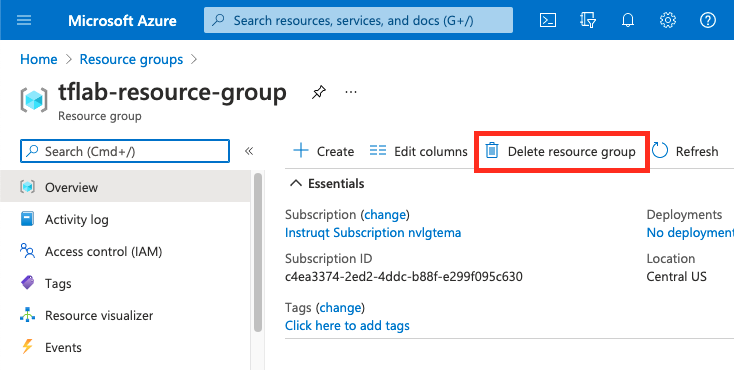 Microsoft Azure
Search resources, services, and docs (G+/)
Home > Resource groups >
tflab-resource-group
Resource group
Search (Cmd+/)
Overview
Activity log
Access control (IAM)
Tags
Resource visualizer
Events
Create
Edit columns
Delete resource group
Refresh
Essentials
Subscription (change)
Instruqt Subscription nvlgtema
Subscription ID
c4ea3374-2ed2-4ddc-b88f-e299f095c630
Tags (change)
Click here to add tags
Deployments
No deployment
Location
Central US